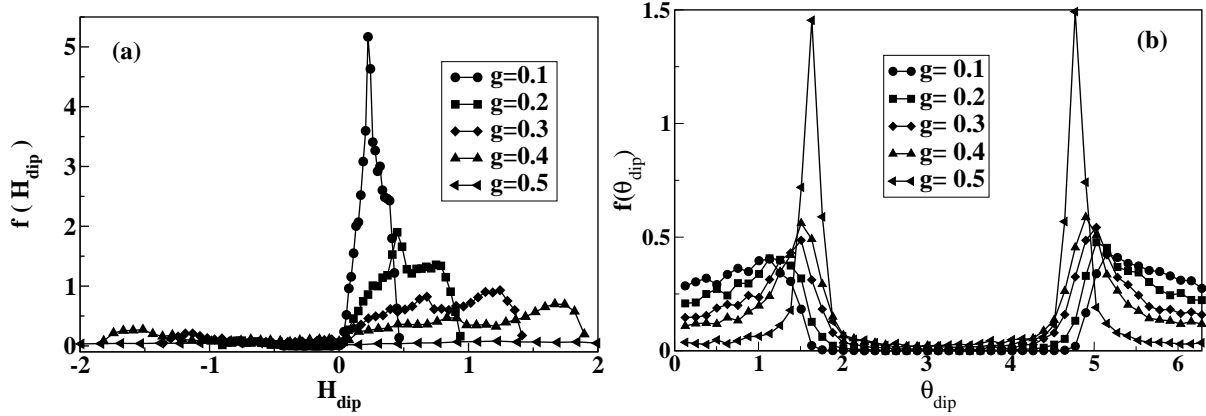 (a)
f ( H_dip)
5
4
3
2
1
0
-2
-1
0
1
2
H_dip
g=0.1
g=0.2
g=0.3
g=0.4
g=0.5
(b)
f(θ_dip)
1.5
1
0.5
0
0
1
2
3
4
5
6
θ_dip
g= 0.1
g= 0.2
g= 0.3
g= 0.4
g= 0.5